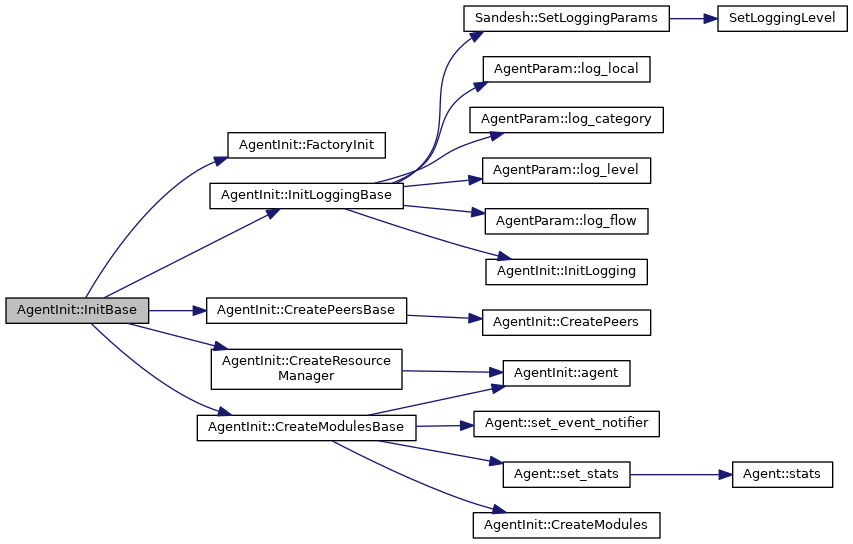 Sandesh::SetLoggingParams
SetLoggingLevel
AgentParam::log_local
AgentParam::log_category
AgentInit::FactoryInit
AgentParam::log_level
AgentInit::InitLoggingBase
AgentParam::log_flow
AgentInit::InitLogging
AgentInit::InitBase
AgentInit::CreatePeersBase
AgentInit::CreatePeers
AgentInit::CreateResource
Manager
AgentInit::agent
AgentInit::CreateModulesBase
Agent::set_event_notifier
Agent::set_stats
Agent::stats
AgentInit::CreateModules